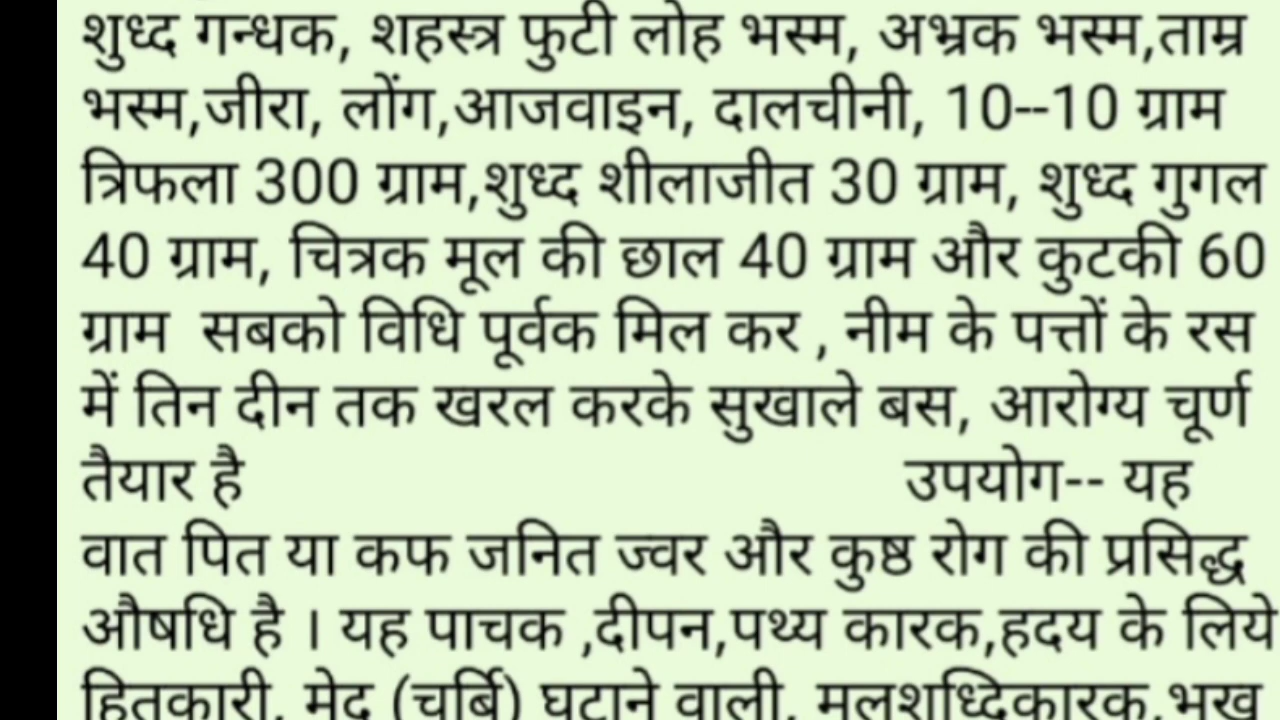 शुध्द गन्धक, शहस्त्र फुटी लोह भस्म, अभ्रक भस्म,ताम्र
भस्म,जीरा, लोंग,आजवाइन, दालचीनी, 10--10 ग्राम
त्रिफला 300 ग्राम,शुध्द शीलाजीत 30 ग्राम, शुध्द गुगल
40 ग्राम, चित्रक मूल की छाल 40 ग्राम और कुटकी 60
ग्राम सबको विधि पूर्वक मिल कर , नीम के पत्तों के रस
में तिन दीन तक खरल करके सुखाले बस, आरोग्य चूर्ण
तैयार है उपयोग-- यह
वात पित या कफ जनित ज्वर और कुष्ठ रोग की प्रसिद्ध
औषधि है । यह पाचक ,दीपन,पथ्य कारक,हदय के लिये
हितकारी, मेद (चर्बि) घटाने वाली, मलशध्दिकारक,भख